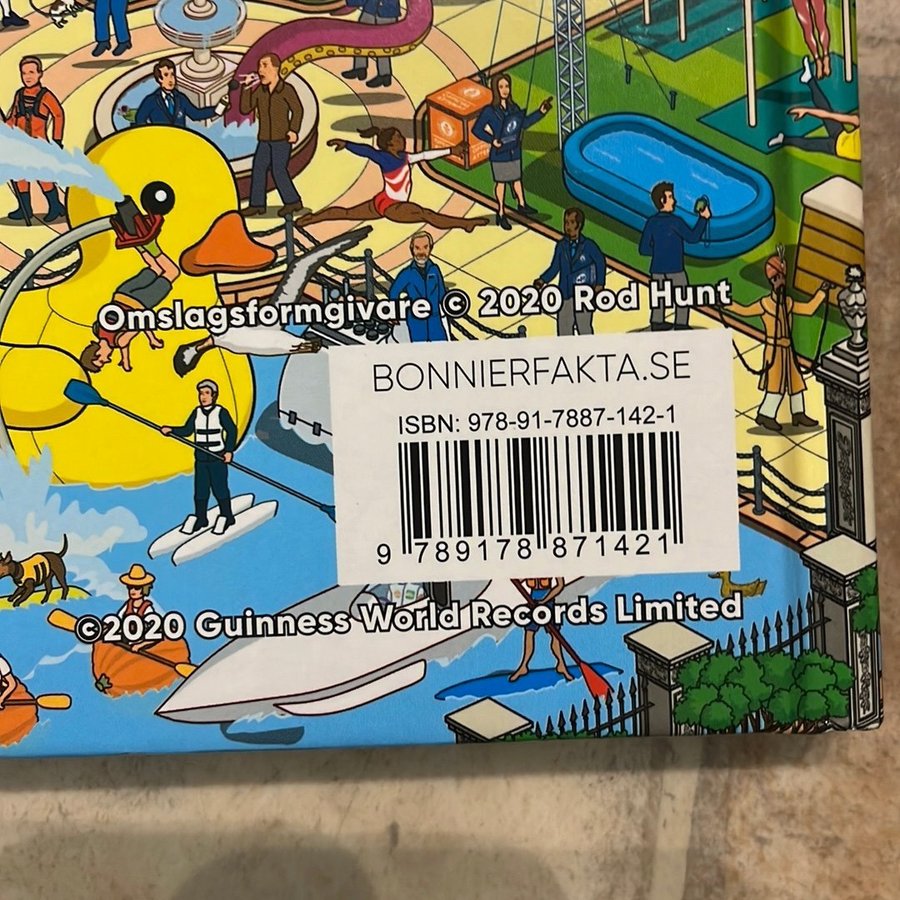 Omslagsformgivare © 2020 Rod Hunt
BONNIERFAKTA.SE
ISBN: 978-91-7887-142-1
9 789178 871421
©2020 Guinness World Records Limited